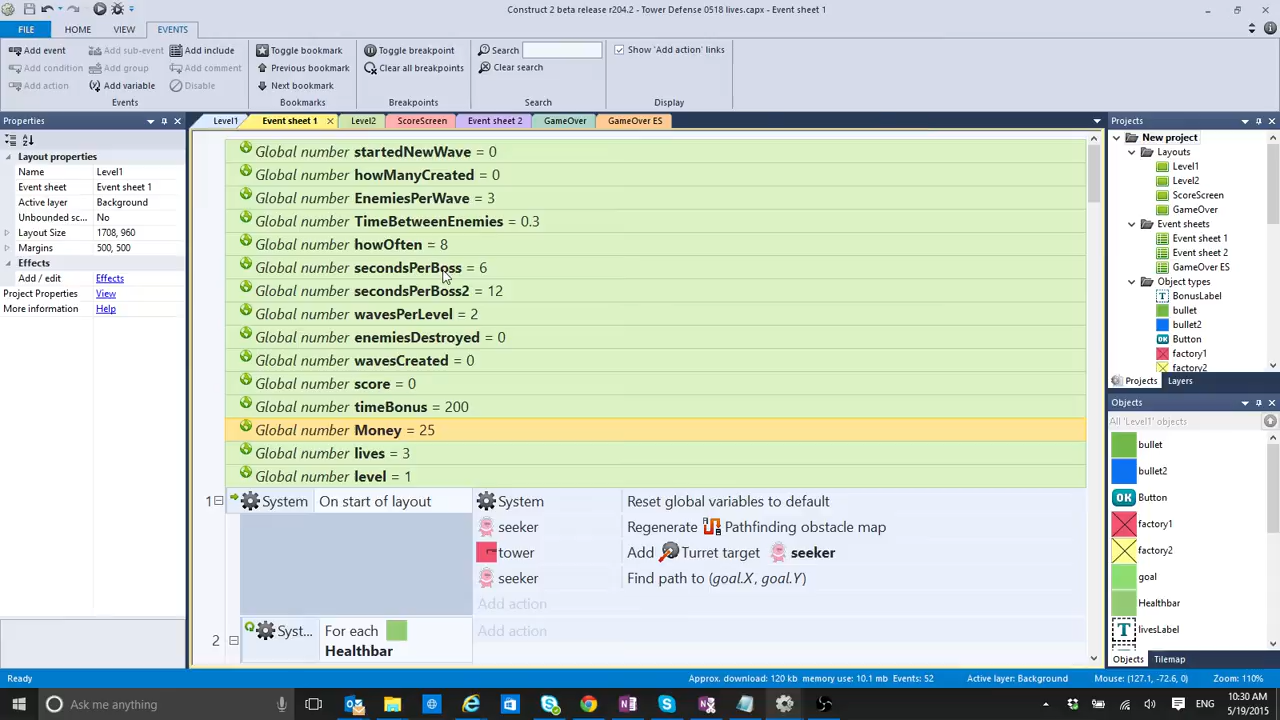 Construct 2 beta release r204.2 - Tower Defense 0518 lives.capx - Event sheet 1
FILE HOME VIEW EVENTS
Add event Add sub-event Add include Toggle bookmark Toggle breakpoint Search Show 'Add action' links
Add condition Add group Add comment Previous bookmark Clear all breakpoints Clear search
Add action Add variable Disable Next bookmark
Events Bookmarks Breakpoints Search Display
Properties
Level1 Event sheet 1 Level2 ScoreScreen Event sheet 2 GameOver GameOver ES
Layout properties
Name Level1
Event sheet Event sheet 1
Active layer Background
Unbounded sc... No
Layout Size 1708, 960
Margins 500, 500
Effects
Add / edit Effects
Project Properties View
More information Help
Global number startedNewWave = 0
Global number howManyCreated = 0
Global number EnemiesPerWave = 3
Global number TimeBetweenEnemies = 0.3
Global number howOften = 8
Global number secondsPerBoss = 6
Global number secondsPerBoss2 = 12
Global number wavesPerLevel = 2
Global number enemiesDestroyed = 0
Global number wavesCreated = 0
Global number score = 0
Global number timeBonus = 200
Global number Money = 25
Global number lives = 3
Global number level = 1
1 System On start of layout System Reset global variables to default
seeker Regenerate Pathfinding obstacle map
tower Add Turret target seeker
seeker Find path to (goal.X, goal.Y)
Add action
2 Syst... For each Healthbar Add action
Projects
New project
Layouts
Level1
Level2
ScoreScreen
GameOver
Event sheets
Event sheet 1
Event sheet 2
GameOver ES
Object types
BonusLabel
bullet
bullet2
Button
factory1
factory2
Projects Layers
Objects
All 'Level1' objects
bullet
bullet2
Button
factory1
factory2
goal
Healthbar
livesLabel
Objects Tilemap
Ready Approx. download: 120 kb memory use: 10.1 mb Events: 52 Active layer: Background Mouse: (127.1, -72.6, 0) Zoom: 110%
Ask me anything ENG 10:30 AM
5/19/2015